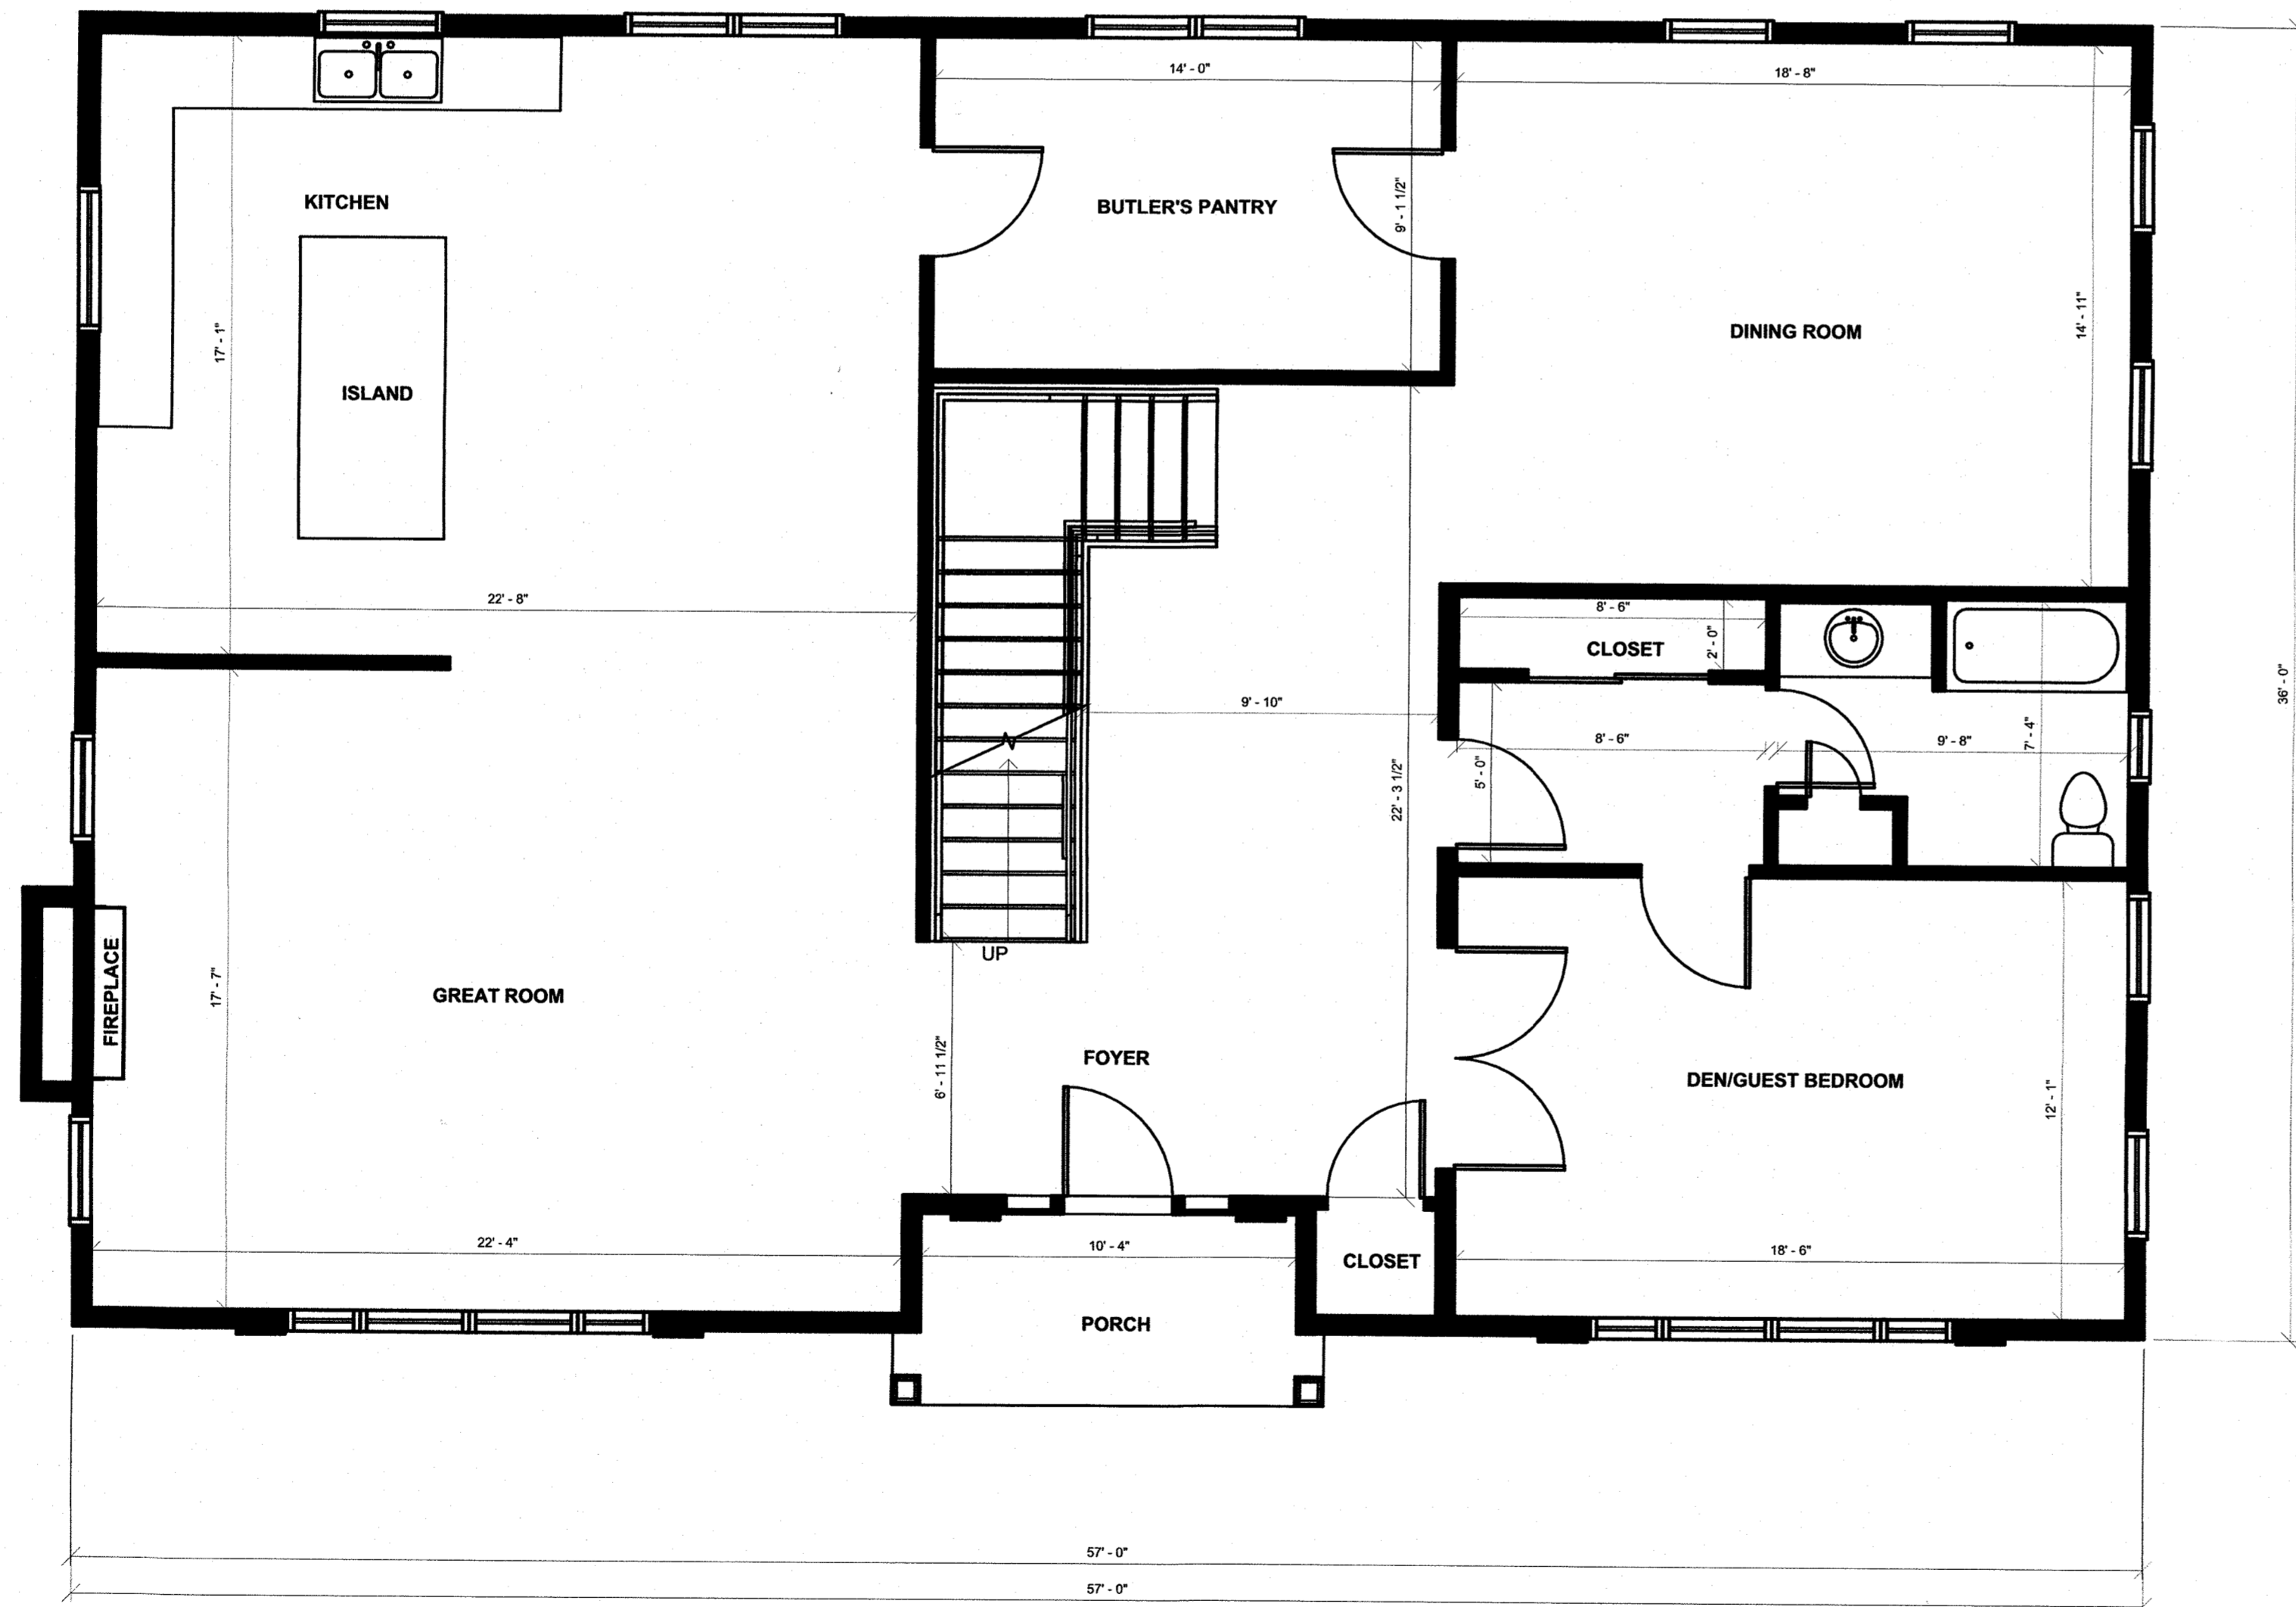 14' - 0"
18' - 8"
KITCHEN
BUTLER'S PANTRY
9' - 1 1/2"
17' - 1"
ISLAND
DINING ROOM
14' - 11"
22' - 8"
8' - 6"
CLOSET
2' - 0"
36' - 0"
9' - 10"
8' - 6"
5' - 0"
9' - 8"
7' - 4"
22' - 3 1/2"
UP
FIREPLACE
17' - 7"
GREAT ROOM
6' - 11 1/2"
FOYER
DEN/GUEST BEDROOM
12' - 1"
22' - 4"
10' - 4"
CLOSET
18' - 6"
PORCH
57' - 0"
57' - 0"